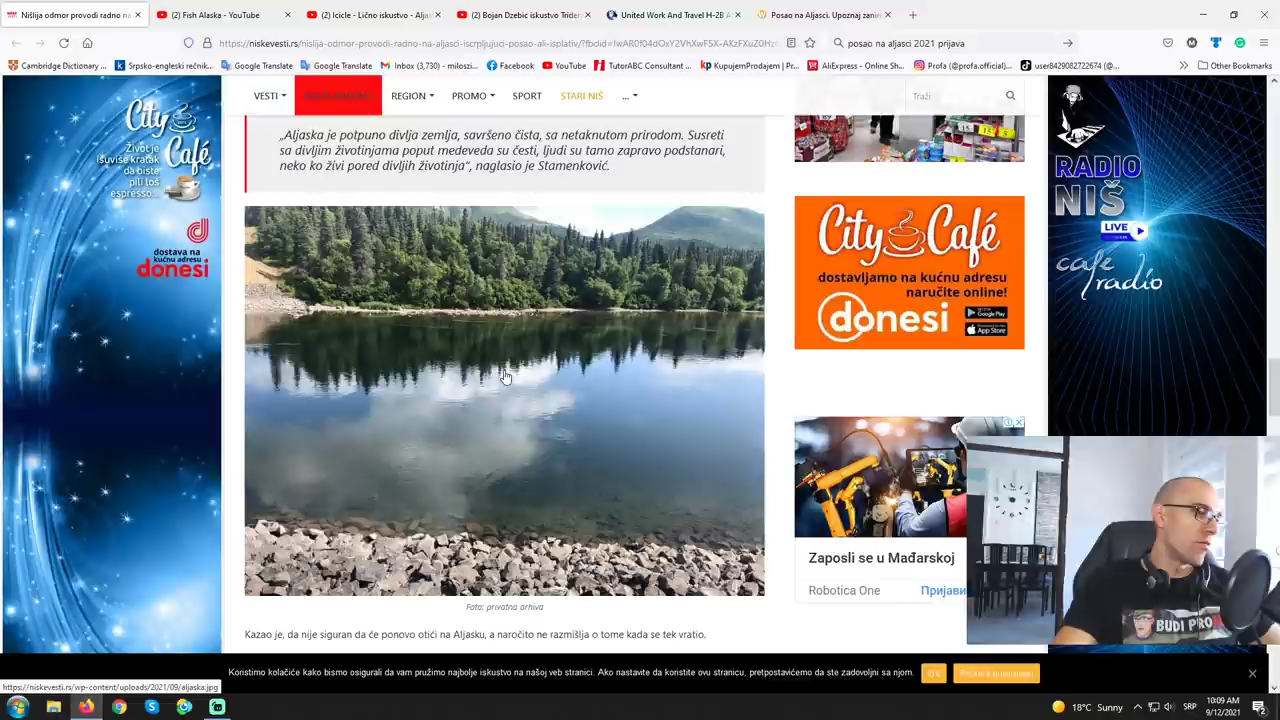 Nišlija odmor provodi radno na
(2) Fish Alaska
(2) Icicle - Lično iskustvo - Aljas
(2) Bojan Dzebic iskustvo Triden
United Work And Travel H-2B A
Posao na Aljasci. Upoznaj zane
https://niskevesti.rs/nislija-odmor-provodi-radno-na-aljasci-iscrpljujuci-posao-ali-isplativ/
posao na aljasci 2021 prijava
Cambridge Dictionary ...
Srpsko-engleski rečnik...
Google Translate
Google Translate
Inbox (3,730) - miloszi...
Facebook
YouTube
TutorABC Consultant ...
KupujemProdajem | Pr...
AliExpress - Online Sh...
Profa (@profa.official)...
user8429082722674 (@...
Other Bookmarks
VESTI
REGION
PROMO
SPORT
STARI NIŠ
...
Traži
City
Café
Život je
isuviše kratak
da biste
pili loš
espresso...
dostava na
kućnu adresu
donesi
„Aljaska je potpuno divlja zemlja, savršeno čista, sa netaknutom prirodom. Susreti
sa divljim životinjama poput medeveda su česti, ljudi su tamo zapravo podstanari,
neko ko živi pored divljih životinja“, naglasio je Stamenković.
Foto: privatna arhiva
Kazao je, da nije siguran da će ponovo otići na Aljasku, a naročito ne razmišlja o tome kada se tek vratio.
City Café
dostavljamo na kućnu adresu
naručite online!
donesi
Google Play
App Store
Zaposli se u Mađarskoj
Robotica One
Пријави
RADIO
NIŠ
LIVE
cafe
radio
BUDI PRO
Koristimo kolačiće kako bismo osigurali da vam pružimo najbolje iskustvo na našoj veb stranici. Ako nastavite da koristite ovu stranicu, pretpostavićemo da ste zadovoljni sa njom.
OK
https://niskevesti.rs/wp-content/uploads/2021/09/aljaska.jpg
18°C Sunny
SRP
10:09 AM
9/12/2021
2